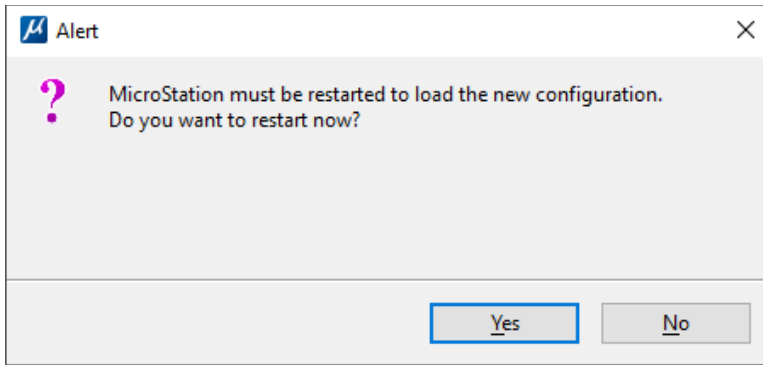 Alert
MicroStation must be restarted to load the new configuration.
Do you want to restart now?
Yes
No